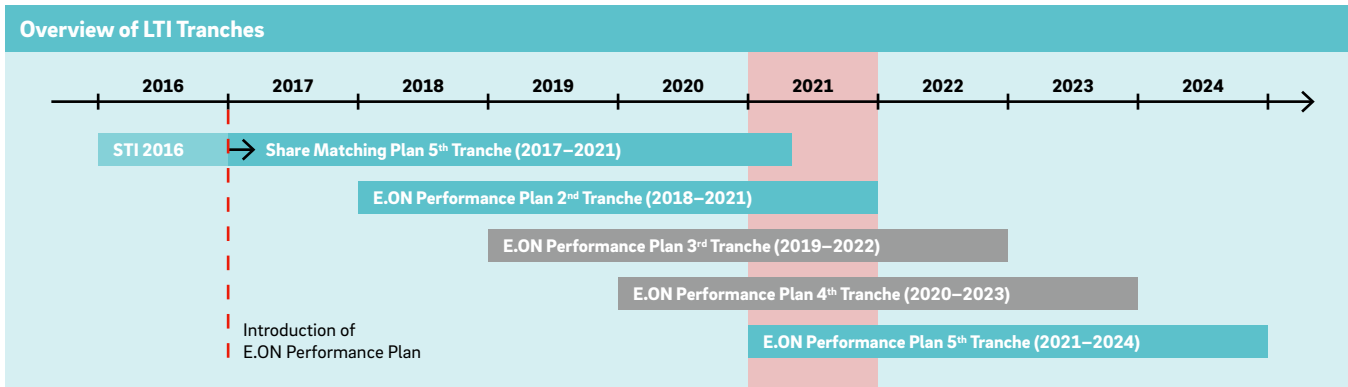 Overview of LTI Tranches
2016 2017 2018 2019 2020 2021 2022 2023 2024
STI 2016 Share Matching Plan 5th Tranche (2017–2021)
E.ON Performance Plan 2nd Tranche (2018–2021)
E.ON Performance Plan 3rd Tranche (2019–2022)
E.ON Performance Plan 4th Tranche (2020–2023)
Introduction of
E.ON Performance Plan
E.ON Performance Plan 5th Tranche (2021–2024)